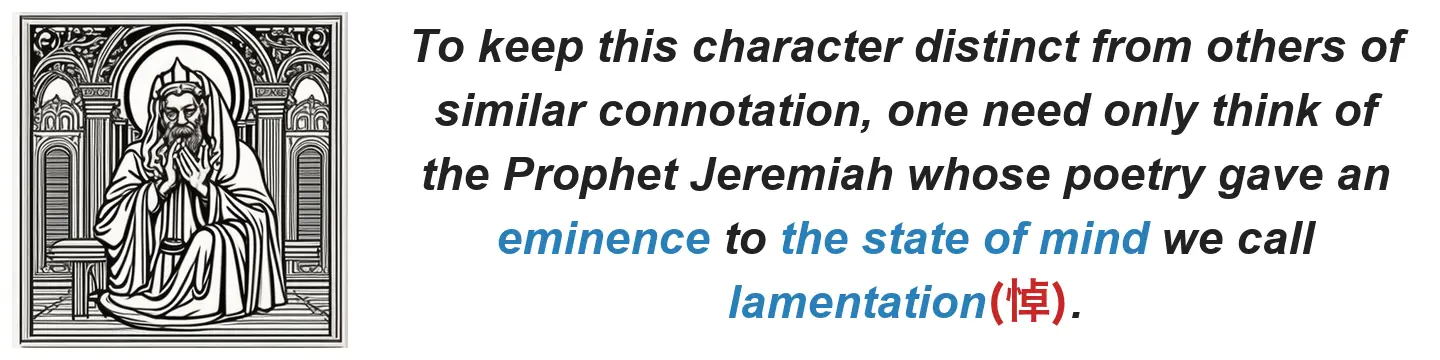 To keep this character distinct from others of
similar connotation, one need only think of
the Prophet Jeremiah whose poetry gave an
eminence to the state of mind we call
lamentation(悼).